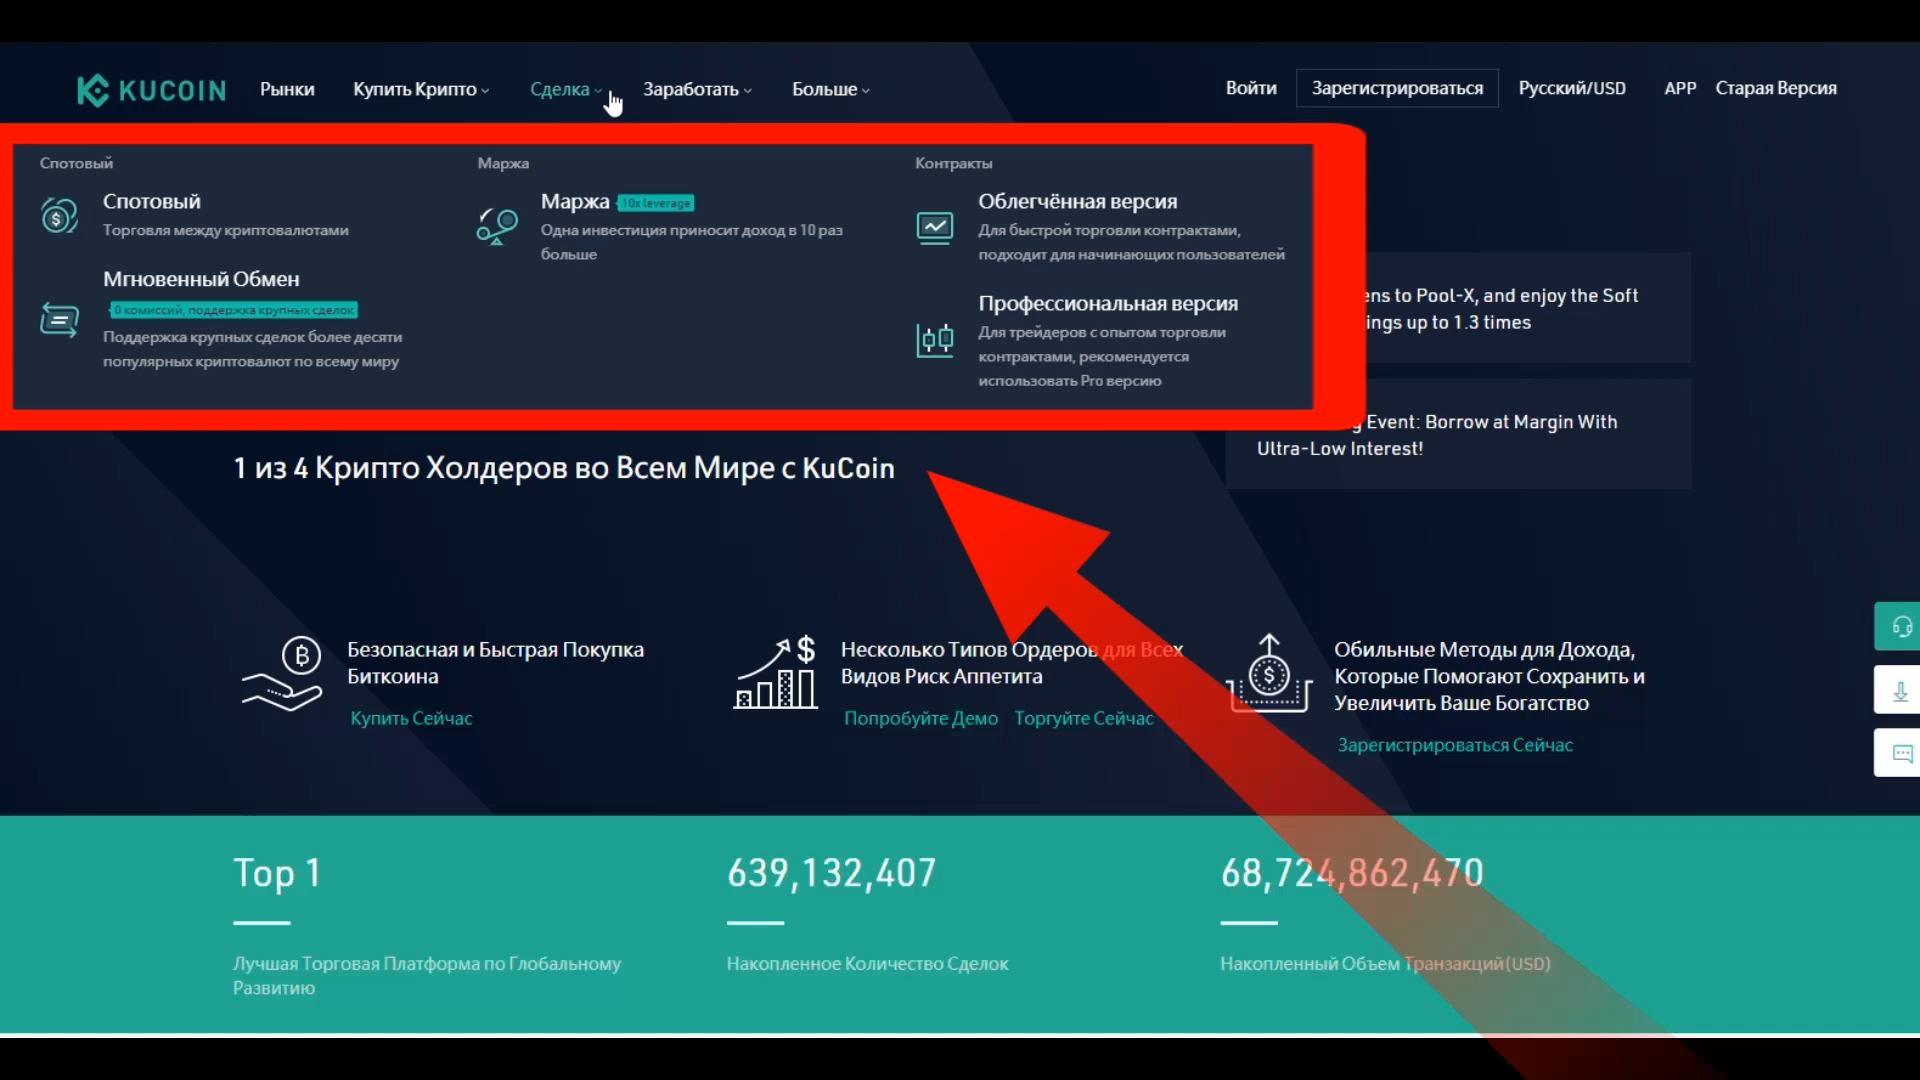 KUCOIN
Рынки
Купить Крипто
Сделка
Заработать
Больше
Войти
Зарегистрироваться
Русский/USD
APP
Старая Версия
Спотовый
Спотовый
Торговля между криптовалютами
Мгновенный Обмен
0 комиссий, поддержка крупных сделок
Поддержка крупных сделок более десяти
популярных криптовалют по всему миру
Маржа
Маржа 10x leverage
Одна инвестиция приносит доход в 10 раз
больше
Контракты
Облегчённая версия
Для быстрой торговли контрактами,
подходит для начинающих пользователей
Профессиональная версия
Для трейдеров с опытом торговли
контрактами, рекомендуется
использовать Pro версию
to Pool-X, and enjoy the Soft
up to 1.3 times
Event: Borrow at Margin With
Ultra-Low Interest!
1 из 4 Крипто Холдеров во Всем Мире с KuCoin
Безопасная и Быстрая Покупка
Биткоина
Купить Сейчас
Несколько Типов Ордеров для Всех
Видов Риск Аппетита
Попробуйте Демо
Торгуйте Сейчас
Обильные Методы для Дохода,
Которые Помогают Сохранить и
Увеличить Ваше Богатство
Зарегистрироваться Сейчас
Top 1
Лучшая Торговая Платформа по Глобальному
Развитию
639,132,407
Накопленное Количество Сделок
68,724,862,470
Накопленный Объем Транзакций(USD)